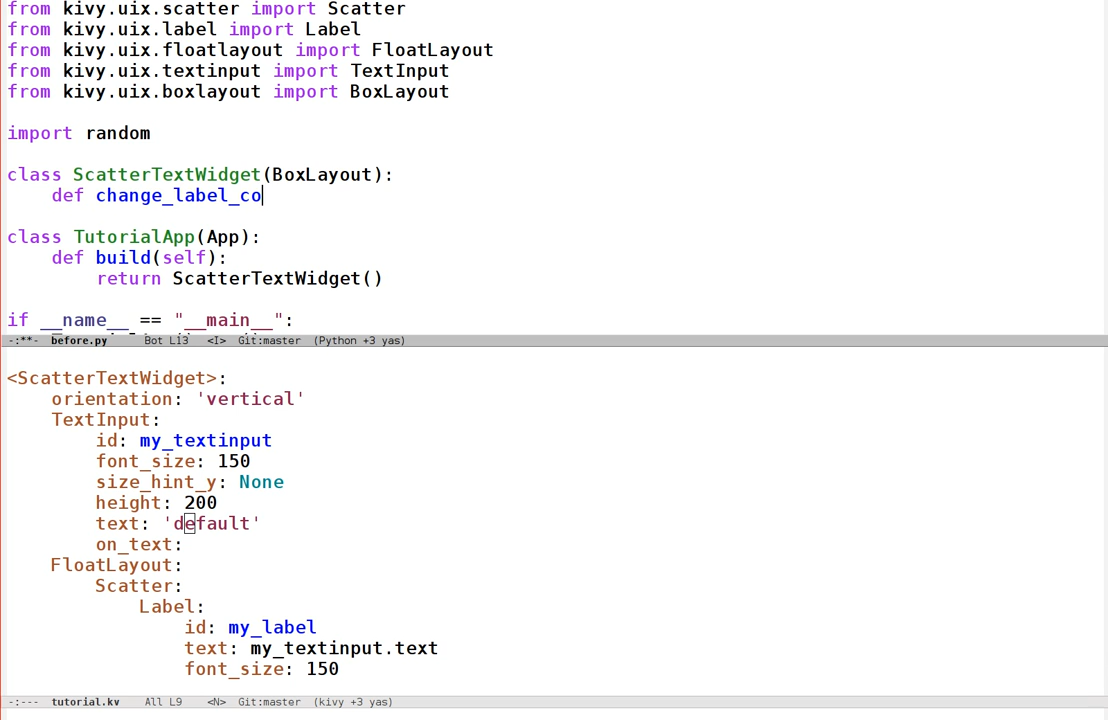 from kivy.uix.scatter import Scatter
from kivy.uix.label import Label
from kivy.uix.floatlayout import FloatLayout
from kivy.uix.textinput import TextInput
from kivy.uix.boxlayout import BoxLayout
import random
class ScatterTextWidget(BoxLayout):
    def change_label_co
class TutorialApp(App):
    def build(self):
        return ScatterTextWidget()
if __name__ == "__main__":
-:**-  before.py      Bot L13   <I>  Git:master  (Python +3 yas)
<ScatterTextWidget>:
    orientation: 'vertical'
    TextInput:
        id: my_textinput
        font_size: 150
        size_hint_y: None
        height: 200
        text: 'default'
        on_text:
    FloatLayout:
        Scatter:
            Label:
                id: my_label
                text: my_textinput.text
                font_size: 150
-:---  tutorial.kv    All L9    <N>  Git:master  (kivy +3 yas)